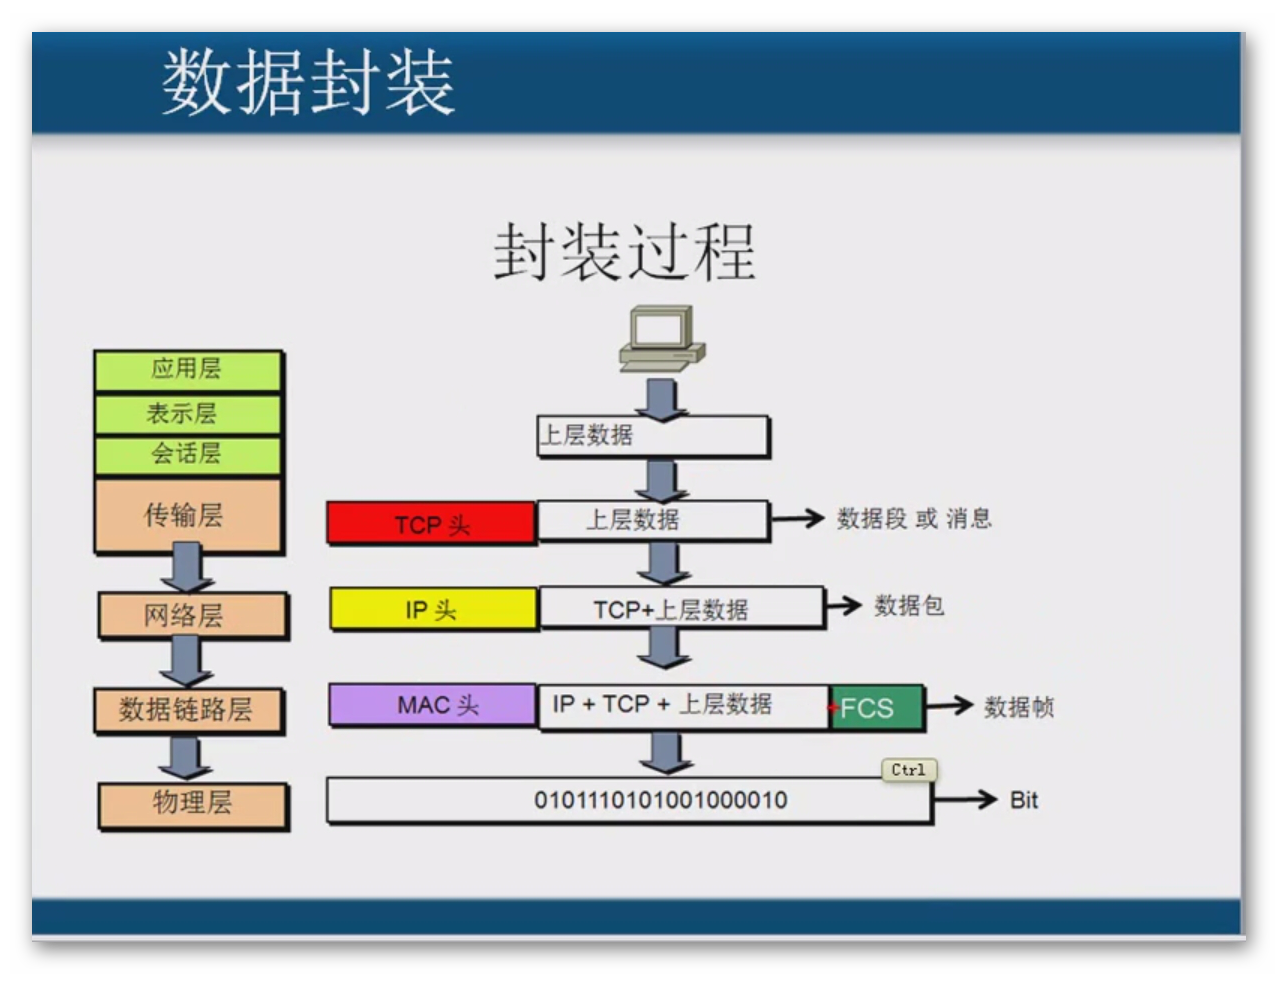 数据封装
封装过程
应用层
表示层
会话层
上层数据
传输层
TCP 头
上层数据
数据段 或 消息
网络层
IP 头
TCP+上层数据
数据包
数据链路层
MAC 头
IP + TCP + 上层数据
+FCS
数据帧
Ctrl
物理层
0101110101001000010
Bit